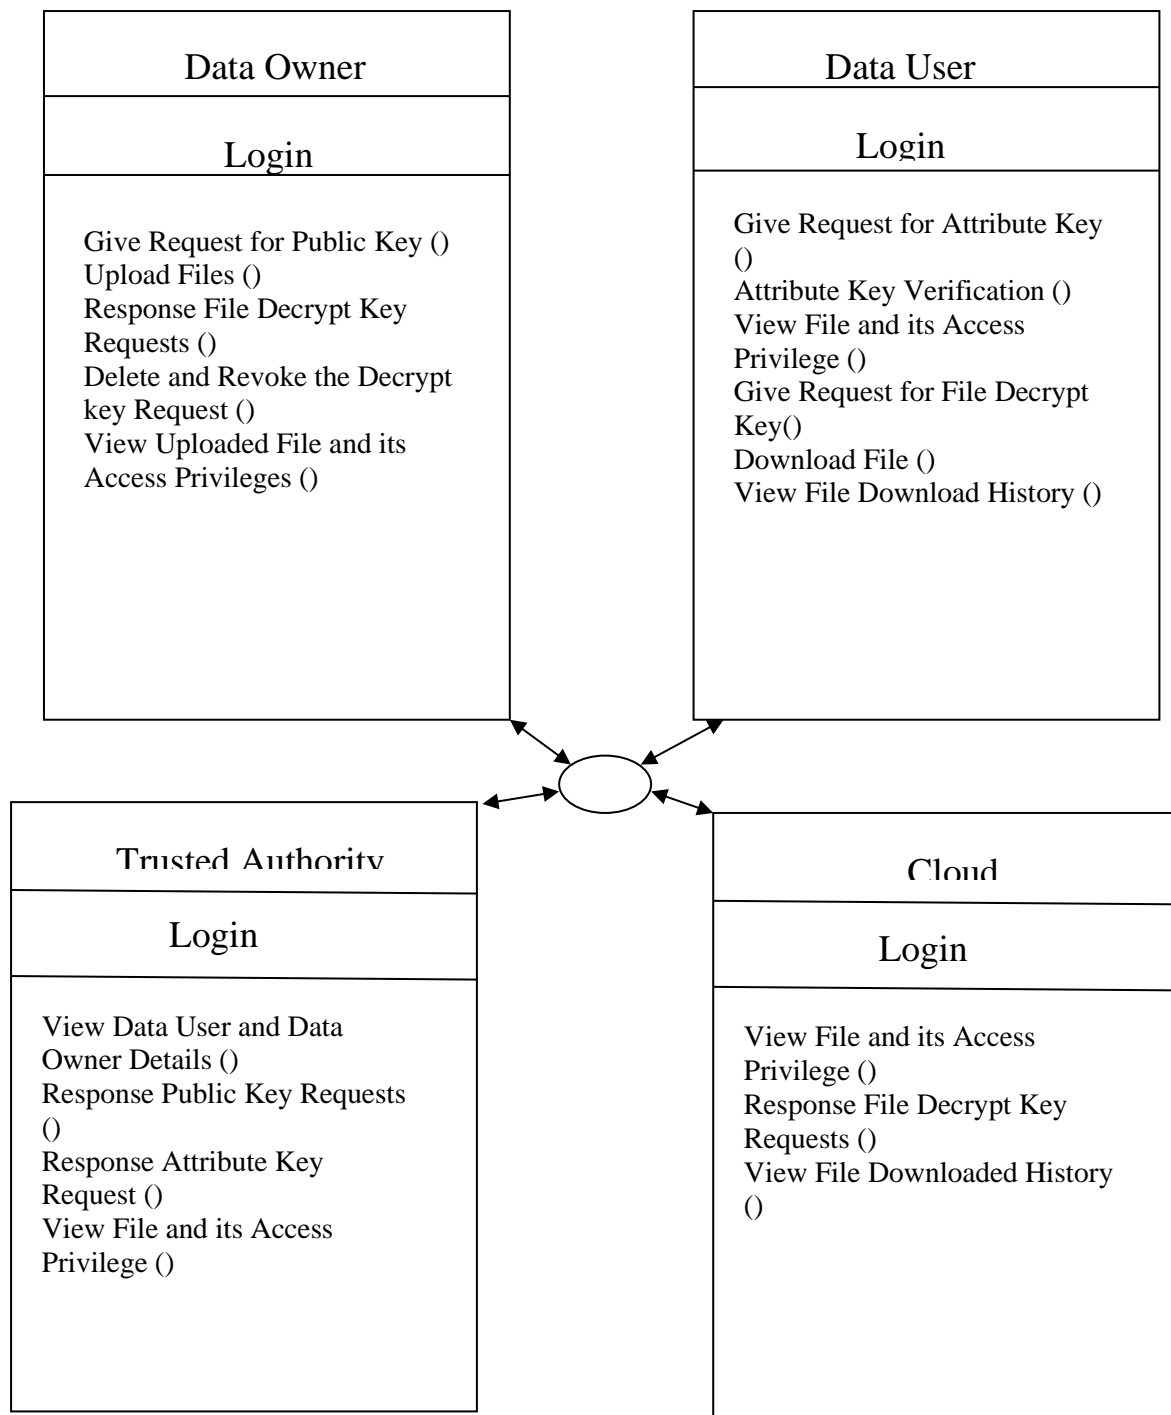 Data Owner
Login
Give Request for Public Key ()
Upload Files ()
Response File Decrypt Key
Requests ()
Delete and Revoke the Decrypt
key Request ()
View Uploaded File and its
Access Privileges ()
Data User
Login
Give Request for Attribute Key
()
Attribute Key Verification ()
View File and its Access
Privilege ()
Give Request for File Decrypt
Key()
Download File ()
View File Download History ()
Trusted Authority
Login
View Data User and Data
Owner Details ()
Response Public Key Requests
()
Response Attribute Key
Request ()
View File and its Access
Privilege ()
Cloud
Login
View File and its Access
Privilege ()
Response File Decrypt Key
Requests ()
View File Downloaded History
()